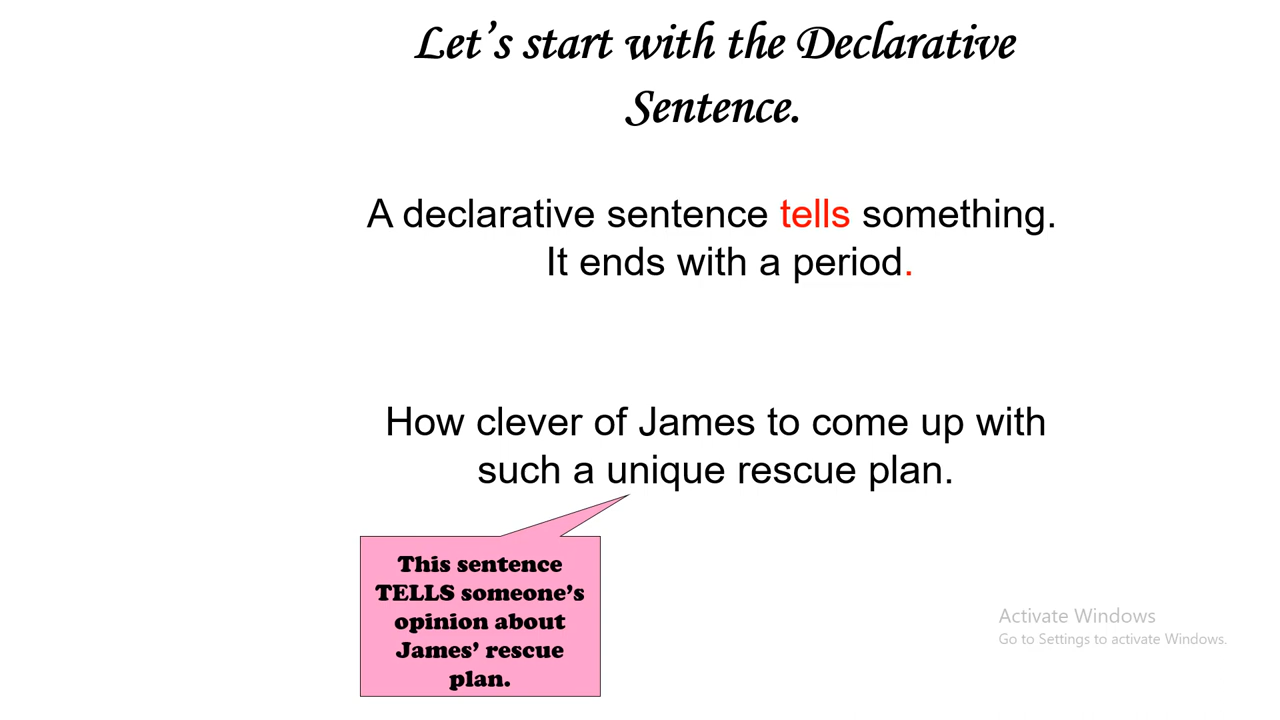 Let’s start with the Declarative
Sentence.
A declarative sentence tells something.
It ends with a period.
How clever of James to come up with
such a unique rescue plan.
This sentence
TELLS someone’s
opinion about
James’ rescue
plan.
Activate Windows
Go to Settings to activate Windows.